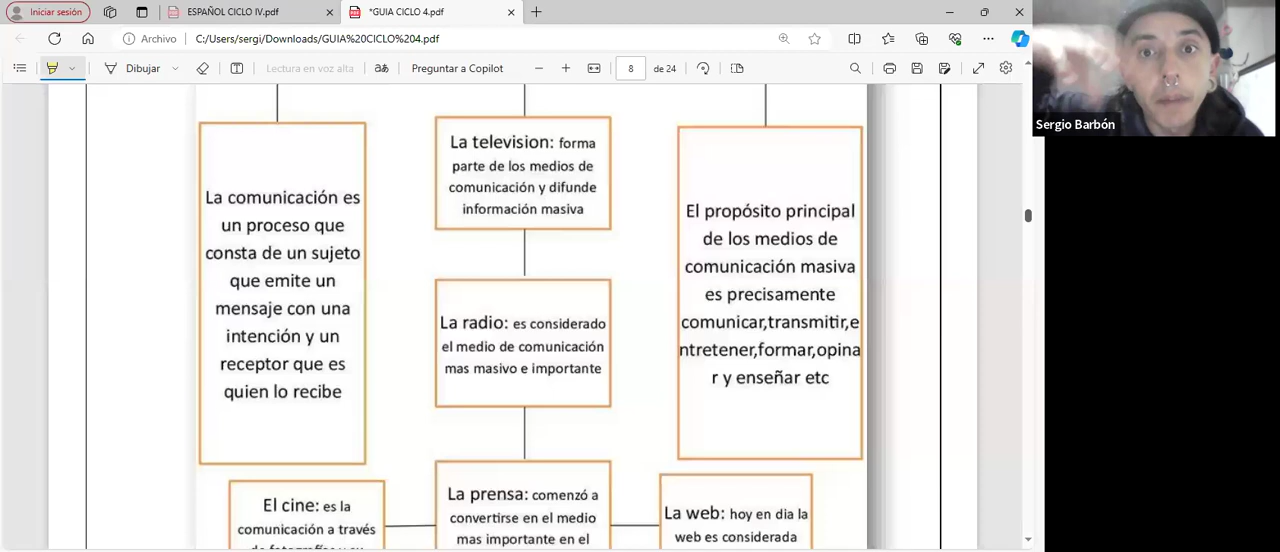 Iniciar sesión
ESPAÑOL CICLO IV.pdf
*GUIA CICLO 4.pdf
Archivo
C:/Users/sergi/Downloads/GUIA%20CICLO%204.pdf
Dibujar
Lectura en voz alta
aあ
Preguntar a Copilot
8
de 24
La comunicación es
un proceso que
consta de un sujeto
que emite un
mensaje con una
intención y un
receptor que es
quien lo recibe
La television: forma
parte de los medios de
comunicación y difunde
información masiva
La radio: es considerado
el medio de comunicación
mas masivo e importante
El propósito principal
de los medios de
comunicación masiva
es precisamente
comunicar,transmitir,e
ntretener,formar,opina
r y enseñar etc
El cine: es la
comunicación a través
La prensa: comenzó a
convertirse en el medio
mas importante en el
La web: hoy en dia la
web es considerada
Sergio Barbón